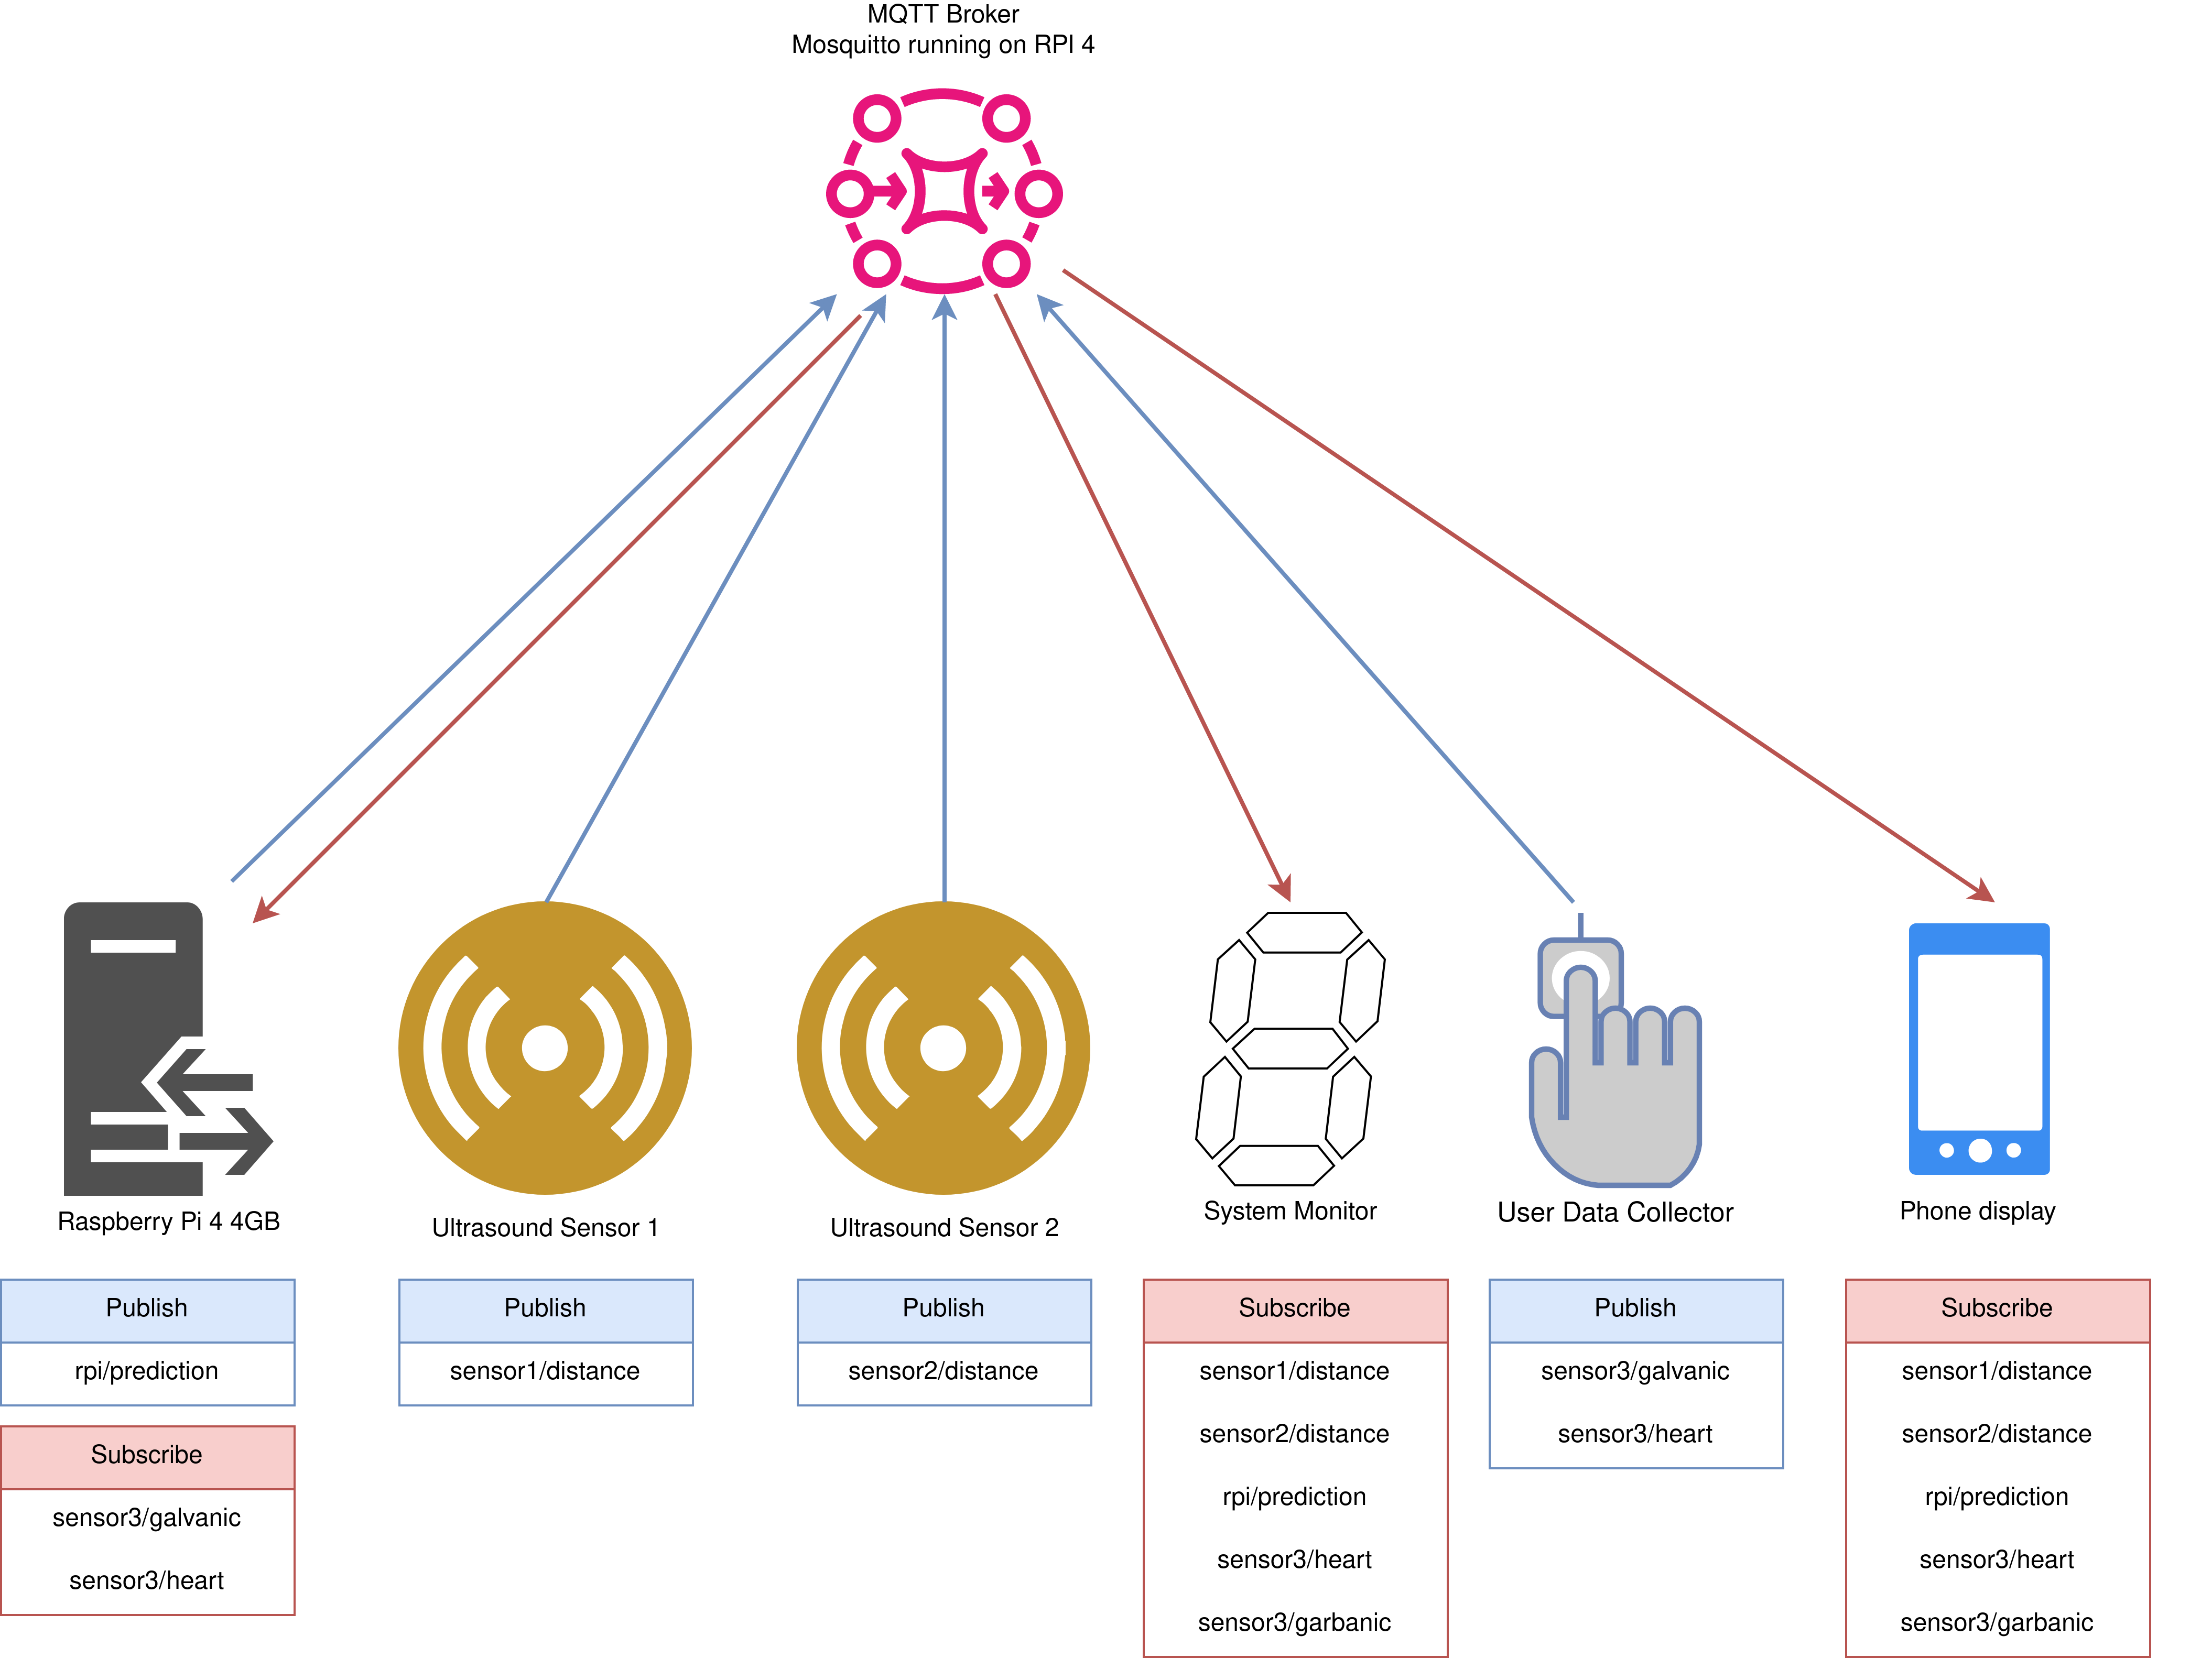 MQTT Broker
Mosquitto running on RPI 4
Raspberry Pi 4 4GB
Ultrasound Sensor 1
Ultrasound Sensor 2
System Monitor
User Data Collector
Phone display
Publish
rpi/prediction
Subscribe
sensor3/galvanic
sensor3/heart
Publish
sensor1/distance
Publish
sensor2/distance
Subscribe
sensor1/distance
sensor2/distance
rpi/prediction
sensor3/heart
sensor3/garbanic
Publish
sensor3/galvanic
sensor3/heart
Subscribe
sensor1/distance
sensor2/distance
rpi/prediction
sensor3/heart
sensor3/garbanic